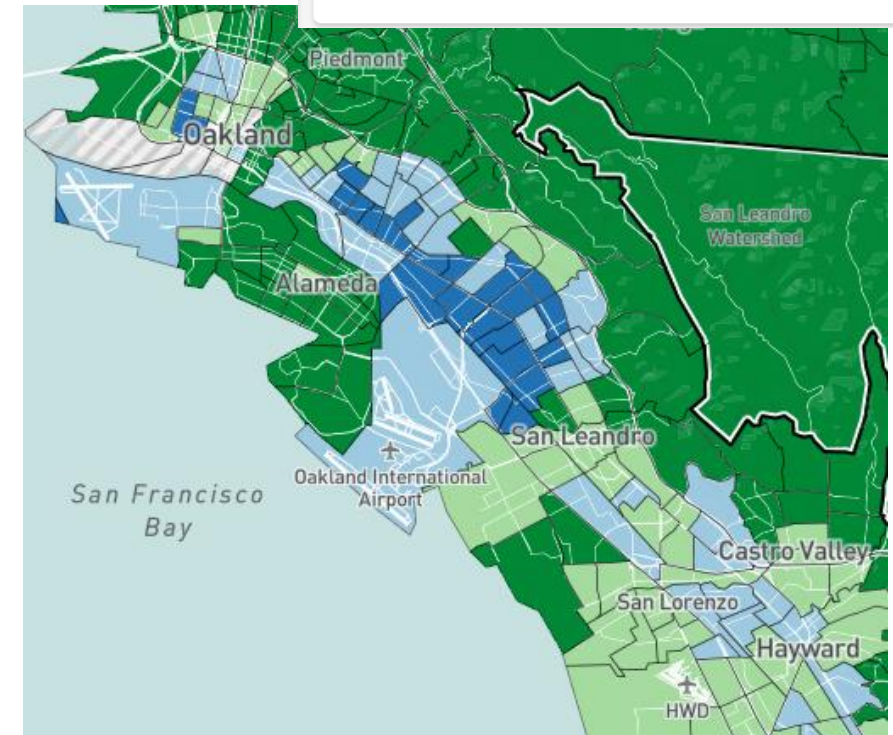 Piedmont
Oakland
San Leandro
Watershed
Alameda
San Leandro
Oakland International
Airport
San Francisco
Bay
Castro Valley
San Lorenzo
Hayward
HWD